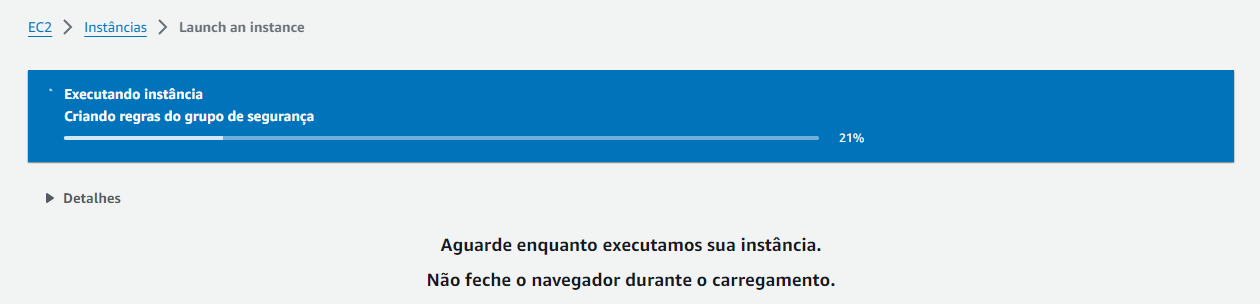 EC2 Instâncias Launch an instance
Executando instância
Criando regras do grupo de segurança
21%
Detalhes
Aguarde enquanto executamos sua instância.
Não feche o navegador durante o carregamento.